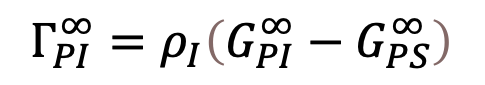 Γ_{PI}^{∞} = ρ_I(G_{PI}^{∞} − G_{PS}^{∞})